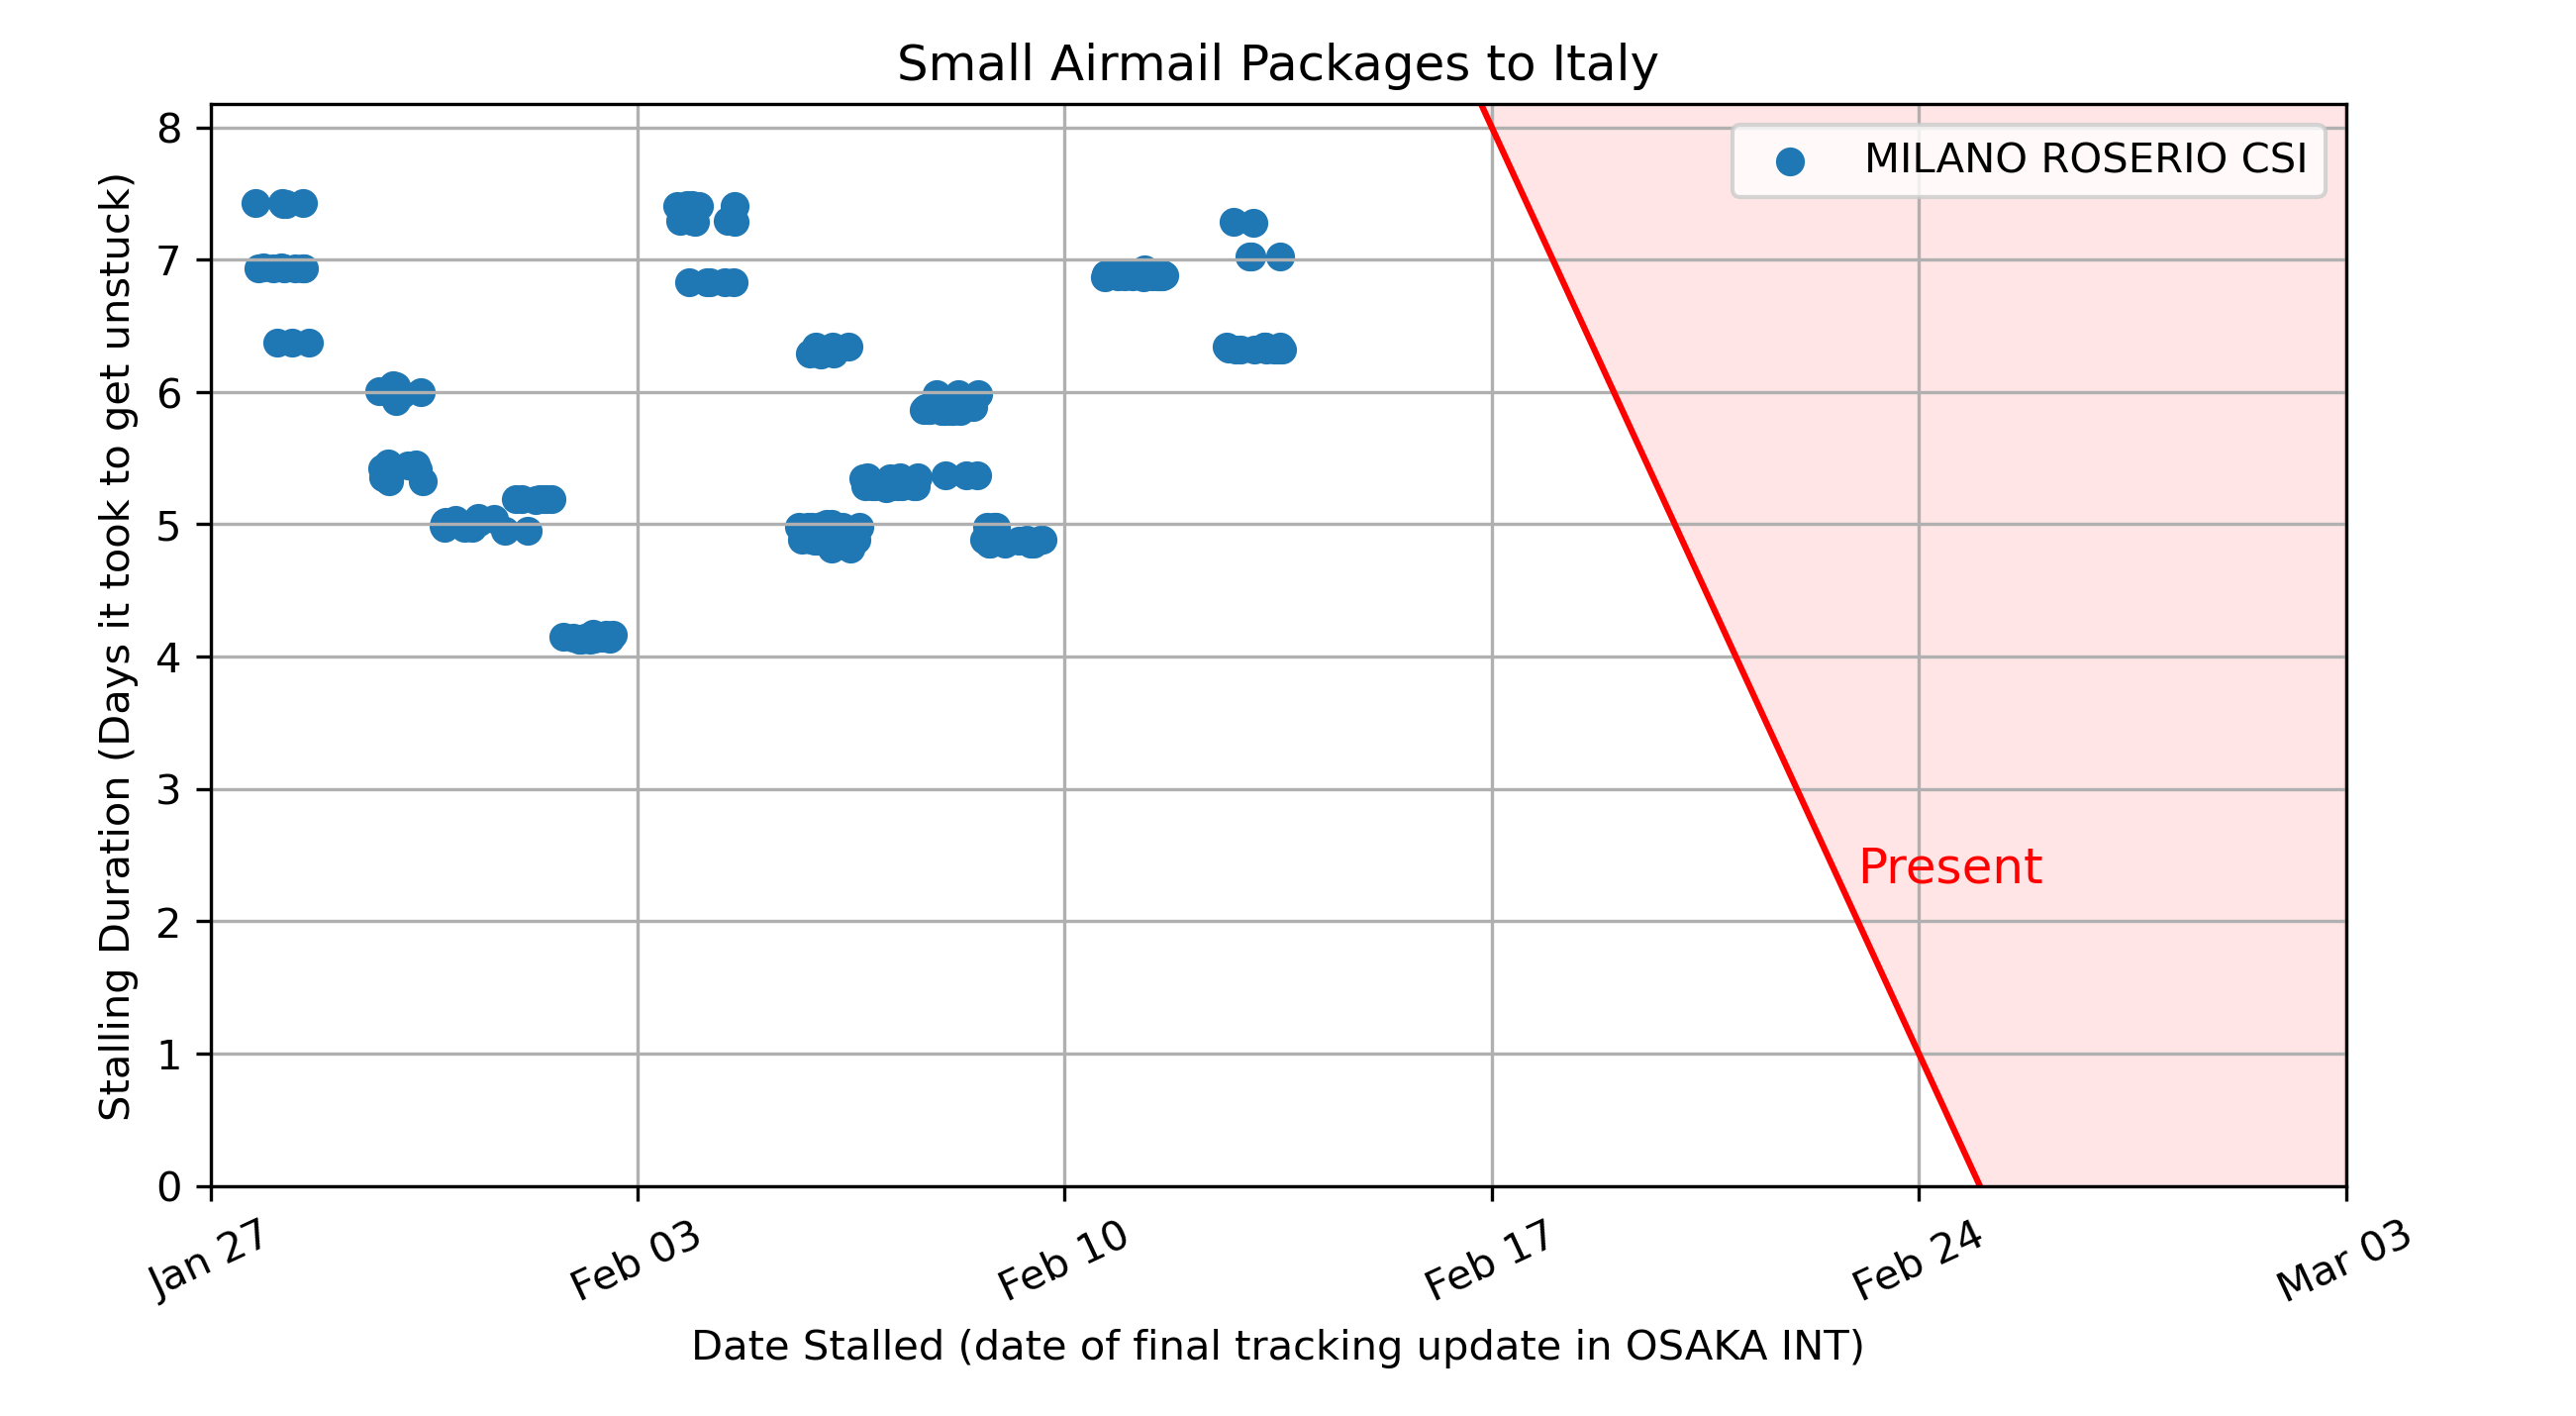 Small Airmail Packages to Italy
Stalling Duration (Days it took to get unstuck)
8
7
6
5
4
3
2
1
0
MILANO ROSERIO CSI
Present
Jan 27
Feb 03
Feb 10
Feb 17
Feb 24
Mar 03
Date Stalled (date of final tracking update in OSAKA INT)